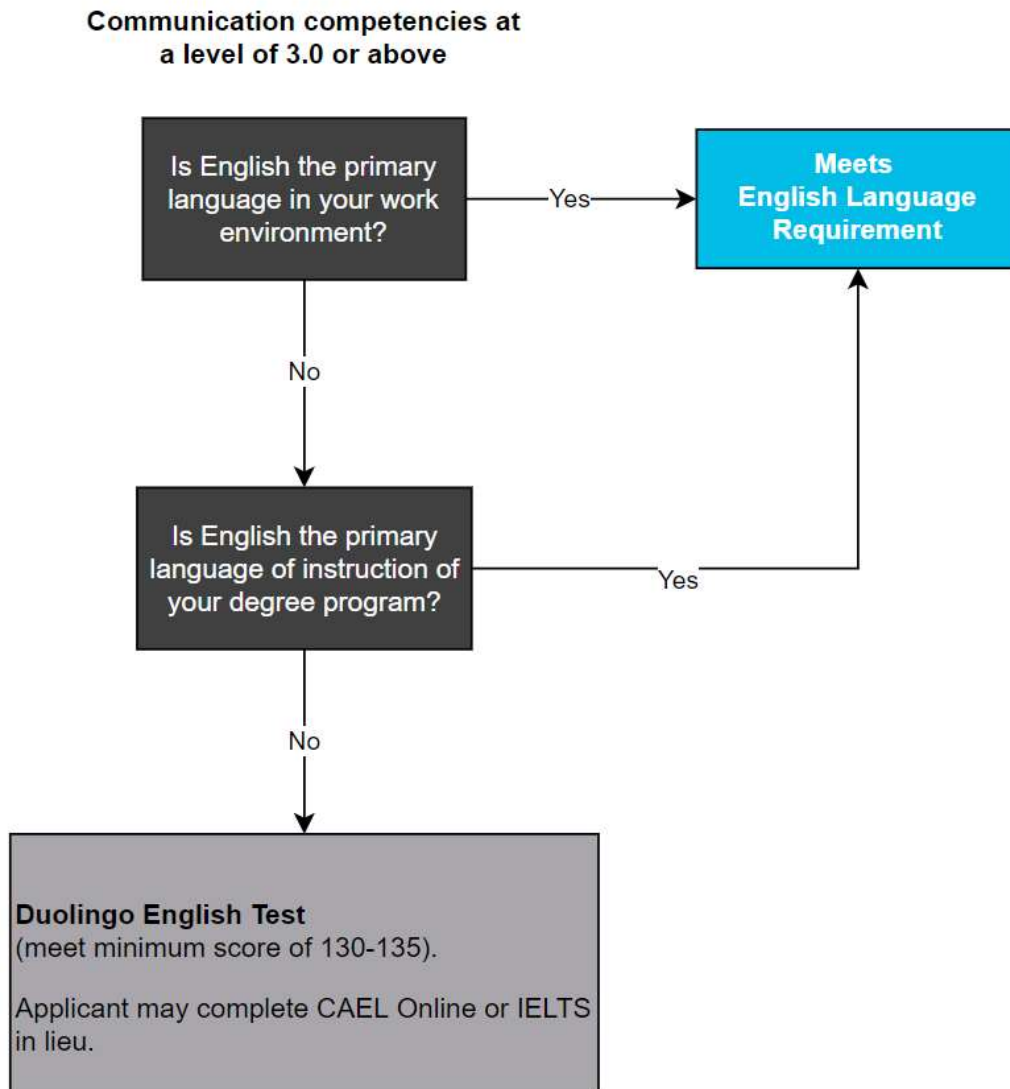 Communication competencies at
a level of 3.0 or above
Is English the primary
language in your work
environment?
Yes
Meets
English Language
Requirement
No
Is English the primary
language of instruction of
your degree program?
Yes
No
Duolingo English Test
(meet minimum score of 130-135).
Applicant may complete CAEL Online or IELTS
in lieu.